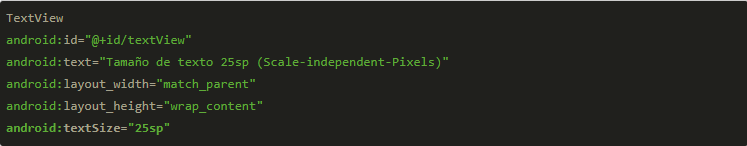 TextView
android:id="@+id/textView"
android:text="Tamaño de texto 25sp (Scale-independent-Pixels)"
android:layout_width="match_parent"
android:layout_height="wrap_content"
android:textSize="25sp"